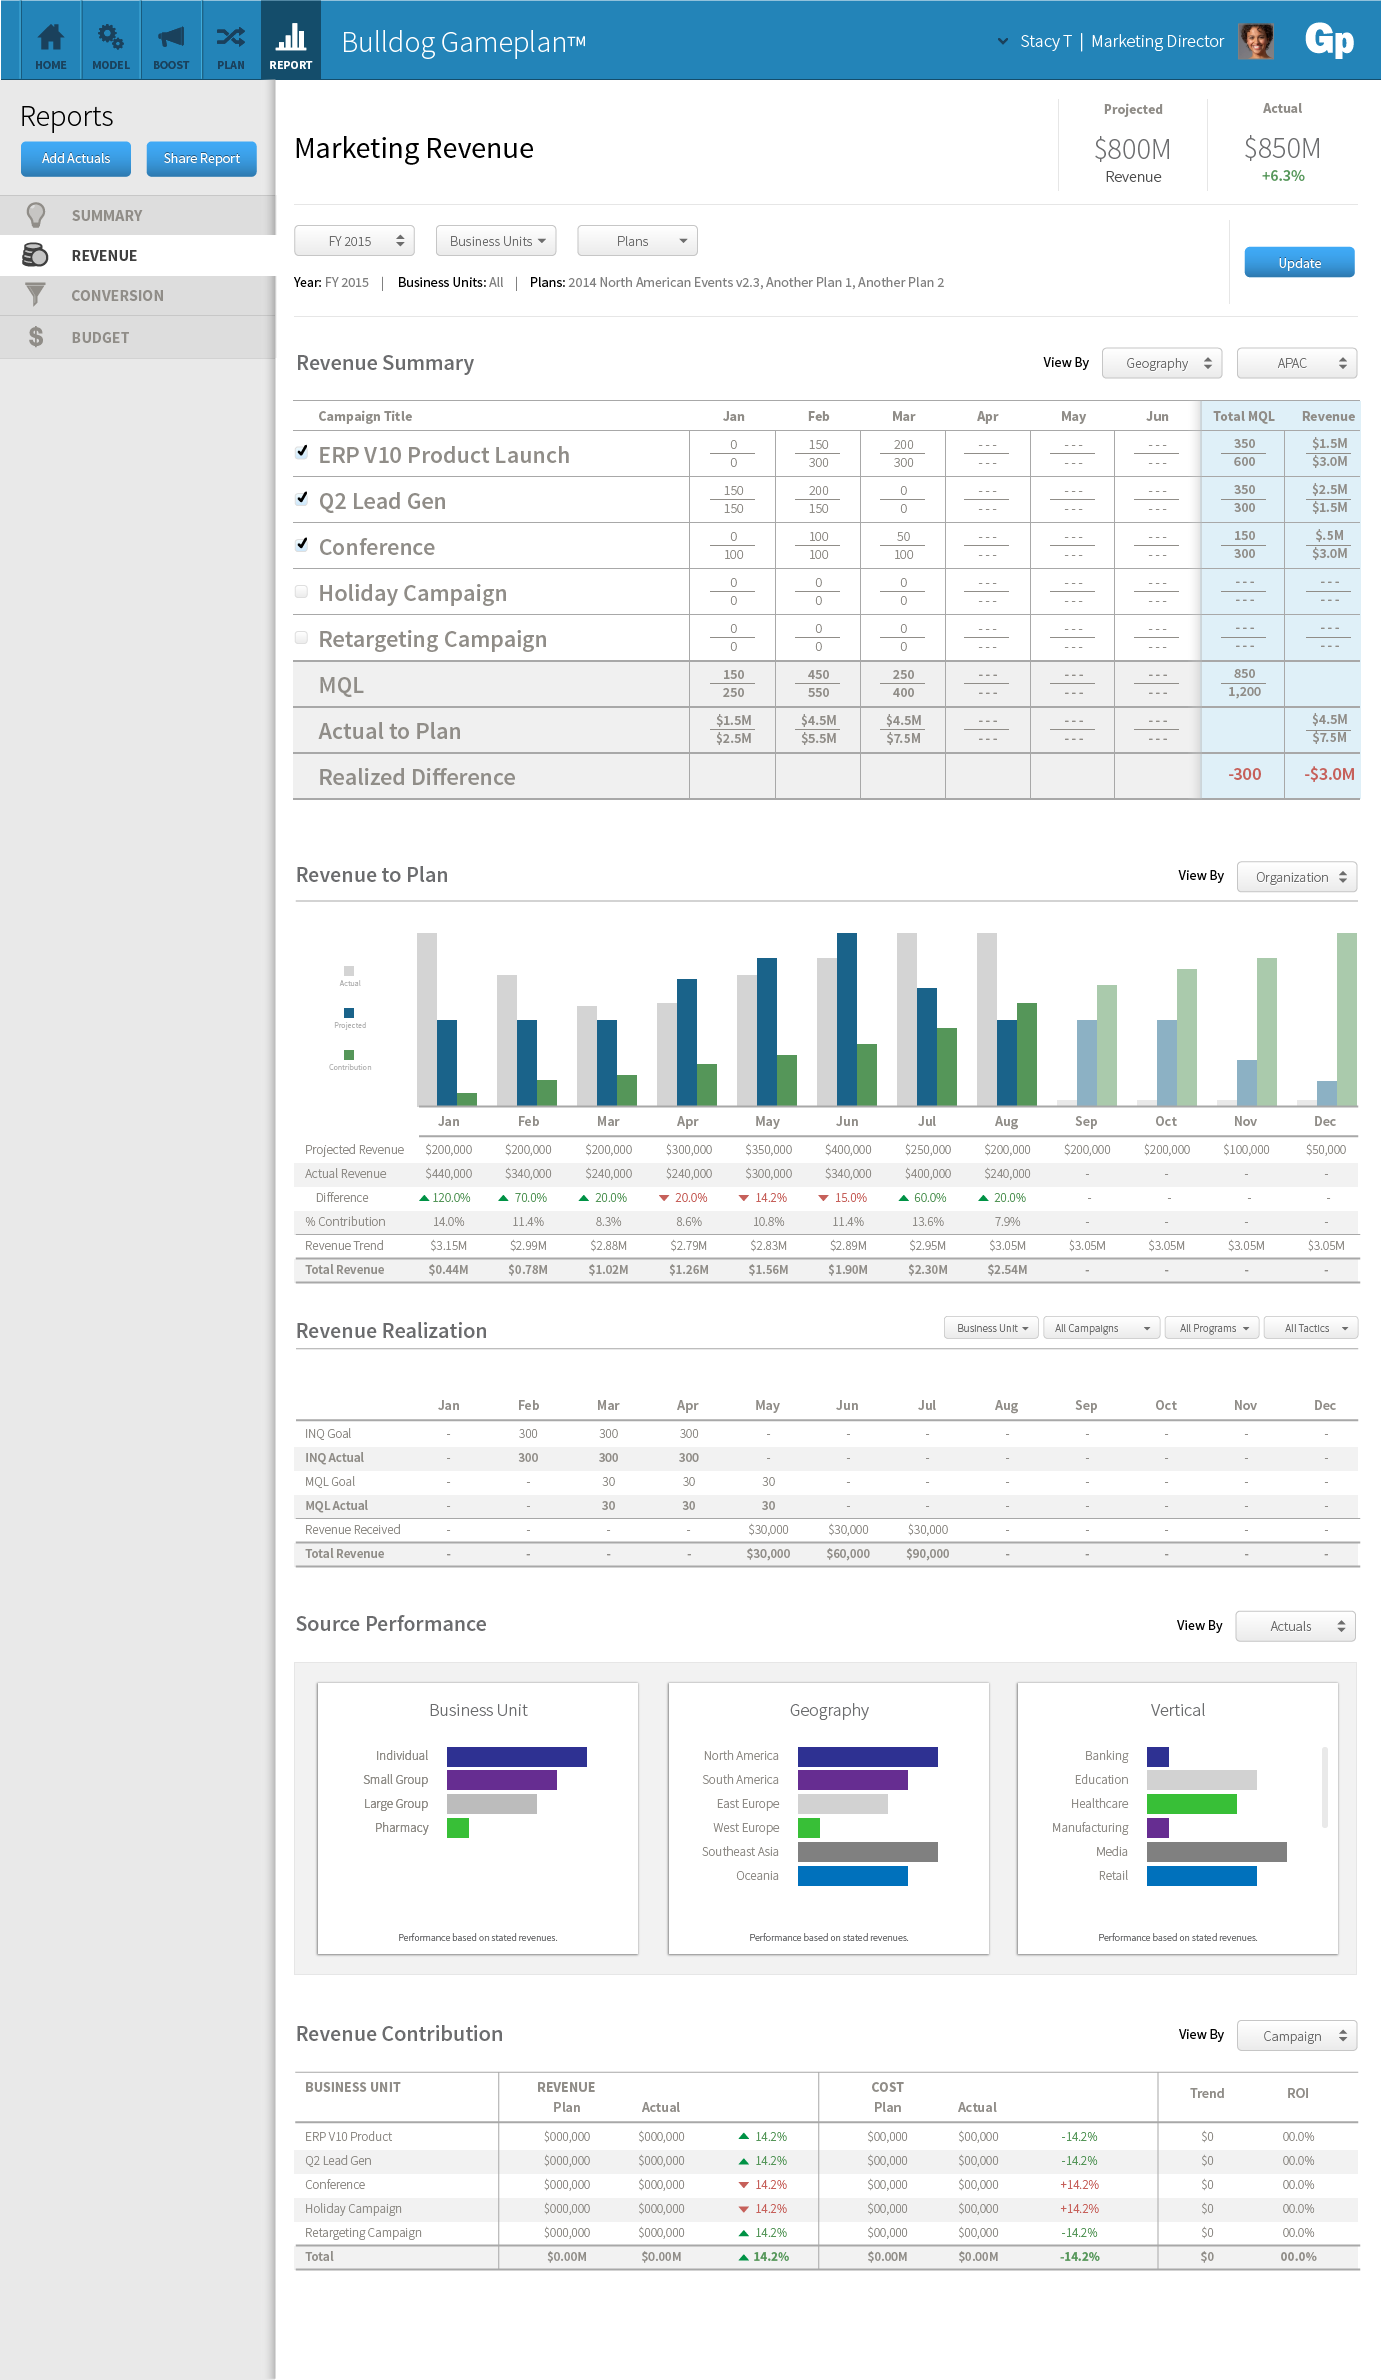 HOME MODEL BOOST PLAN REPORT
Bulldog Gameplan™
Stacy T | Marketing Director
Gp
Reports
Add Actuals Share Report
SUMMARY
REVENUE
CONVERSION
BUDGET
Marketing Revenue
Projected Actual
$800M $850M
Revenue +6.3%
FY 2015 Business Units Plans
Update
Year: FY 2015 | Business Units: All | Plans: 2014 North American Events v2.3, Another Plan 1, Another Plan 2
Revenue Summary View By Geography APAC
Campaign Title Jan Feb Mar Apr May Jun Total MQL Revenue
0 150 200 --- --- --- 350 $1.5M
ERP V10 Product Launch
0 300 300 --- --- --- 600 $3.0M
150 200 0 --- --- --- 350 $2.5M
Q2 Lead Gen
150 150 0 --- --- --- 300 $1.5M
0 100 50 --- --- --- 150 $.5M
Conference
100 100 100 --- --- --- 300 $3.0M
0 0 0 --- --- --- --- ---
Holiday Campaign
0 0 0 --- --- --- --- ---
0 0 0 --- --- --- --- ---
Retargeting Campaign
0 0 0 --- --- --- --- ---
150 450 250 --- --- --- 850
MQL
250 550 400 --- --- --- 1,200
$1.5M $4.5M $4.5M --- --- --- $4.5M
Actual to Plan
$2.5M $5.5M $7.5M --- --- --- $7.5M
Realized Difference -300 -$3.0M
Revenue to Plan View By Organization
Actual
Projected
Contribution
Jan Feb Mar Apr May Jun Jul Aug Sep Oct Nov Dec
Projected Revenue $200,000 $200,000 $200,000 $300,000 $350,000 $400,000 $250,000 $200,000 $200,000 $200,000 $100,000 $50,000
Actual Revenue $440,000 $340,000 $240,000 $240,000 $300,000 $340,000 $400,000 $240,000 - - - -
Difference ▲ 120.0% ▲ 70.0% ▲ 20.0% ▼ 20.0% ▼ 14.2% ▼ 15.0% ▲ 60.0% ▲ 20.0% - - - -
% Contribution 14.0% 11.4% 8.3% 8.6% 10.8% 11.4% 13.6% 7.9% - - - -
Revenue Trend $3.15M $2.99M $2.88M $2.79M $2.83M $2.89M $2.95M $3.05M $3.05M $3.05M $3.05M $3.05M
Total Revenue $0.44M $0.78M $1.02M $1.26M $1.56M $1.90M $2.30M $2.54M - - - -
Revenue Realization Business Unit All Campaigns All Programs All Tactics
Jan Feb Mar Apr May Jun Jul Aug Sep Oct Nov Dec
INQ Goal - 300 300 300 - - - - - - - -
INQ Actual - 300 300 300 - - - - - - - -
MQL Goal - - 30 30 30 - - - - - - -
MQL Actual - - 30 30 30 - - - - - - -
Revenue Received - - - - $30,000 $30,000 $30,000 - - - - -
Total Revenue - - - - $30,000 $60,000 $90,000 - - - - -
Source Performance View By Actuals
Business Unit
Individual
Small Group
Large Group
Pharmacy
Performance based on stated revenues.
Geography
North America
South America
East Europe
West Europe
Southeast Asia
Oceania
Performance based on stated revenues.
Vertical
Banking
Education
Healthcare
Manufacturing
Media
Retail
Performance based on stated revenues.
Revenue Contribution View By Campaign
BUSINESS UNIT REVENUE COST Trend ROI
Plan Actual Plan Actual
ERP V10 Product $000,000 $000,000 ▲ 14.2% $00,000 $00,000 -14.2% $0 00.0%
Q2 Lead Gen $000,000 $000,000 ▲ 14.2% $00,000 $00,000 -14.2% $0 00.0%
Conference $000,000 $000,000 ▼ 14.2% $00,000 $00,000 +14.2% $0 00.0%
Holiday Campaign $000,000 $000,000 ▼ 14.2% $00,000 $00,000 +14.2% $0 00.0%
Retargeting Campaign $000,000 $000,000 ▲ 14.2% $00,000 $00,000 -14.2% $0 00.0%
Total $0.00M $0.00M ▲ 14.2% $0.00M $0.00M -14.2% $0 00.0%